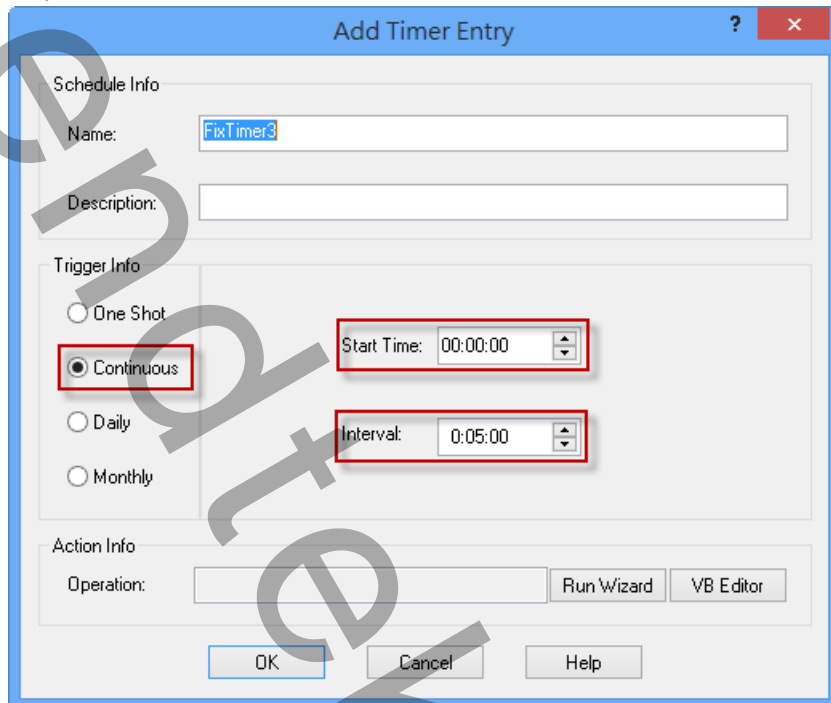 Add Timer Entry
? ×
Schedule Info
Name: FixTimer3
Description:
Trigger Info
One Shot
Continuous
Daily
Monthly
Start Time: 00:00:00
Interval: 0:05:00
Action Info
Operation:
Run Wizard VB Editor
OK Cancel Help
endtek